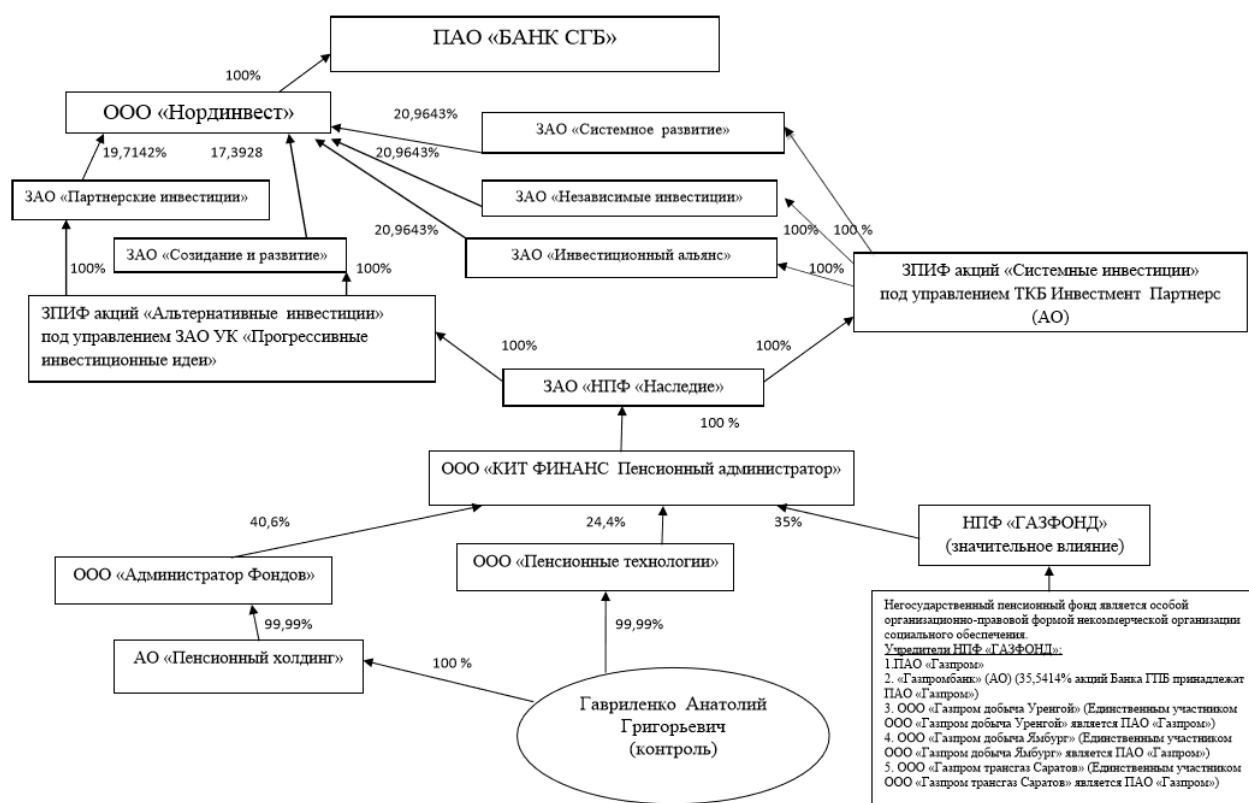 ПАО «БАНК СГБ»
100%
ООО «Нординвест»
20,9643%
ЗАО «Системное развитие»
19,7142%
17,3928
20,9643%
ЗАО «Партнерские инвестиции»
ЗАО «Независимые инвестиции»
20,9643%
100%
100 %
ЗАО «Созидание и развитие»
ЗАО «Инвестиционный альянс»
100%
100%
100%
ЗПИФ акций «Системные инвестиции»
под управлением ТКБ Инвестмент Партнерс
(АО)
ЗПИФ акций «Альтернативные инвестиции»
под управлением ЗАО УК «Прогрессивные
инвестиционные идеи»
100%
100%
ЗАО «НПФ «Наследие»
100 %
ООО «КИТ ФИНАНС Пенсионный администратор»
40,6%
24,4%
35%
НПФ «ГАЗФОНД»
(значительное влияние)
ООО «Администратор Фондов»
ООО «Пенсионные технологии»
99,99%
99,99%
АО «Пенсионный холдинг»
100 %
Гавриленко Анатолий
Григорьевич
(контроль)
Негосударственный пенсионный фонд является особой
организационно-правовой формой некоммерческой организации
социального обеспечения.
Учредители НПФ «ГАЗФОНД»:
1.ПАО «Газпром»
2. «Газпромбанк» (АО) (35,5414% акций Банка ГПБ принадлежат
ПАО «Газпром»)
3. ООО «Газпром добыча Уренгой» (Единственным участником
ООО «Газпром добыча Уренгой» является ПАО «Газпром»)
4. ООО «Газпром добыча Ямбург» (Единственным участником
ООО «Газпром добыча Ямбург» является ПАО «Газпром»)
5. ООО «Газпром трансгаз Саратов» (Единственным участником
ООО «Газпром трансгаз Саратов» является ПАО «Газпром»)